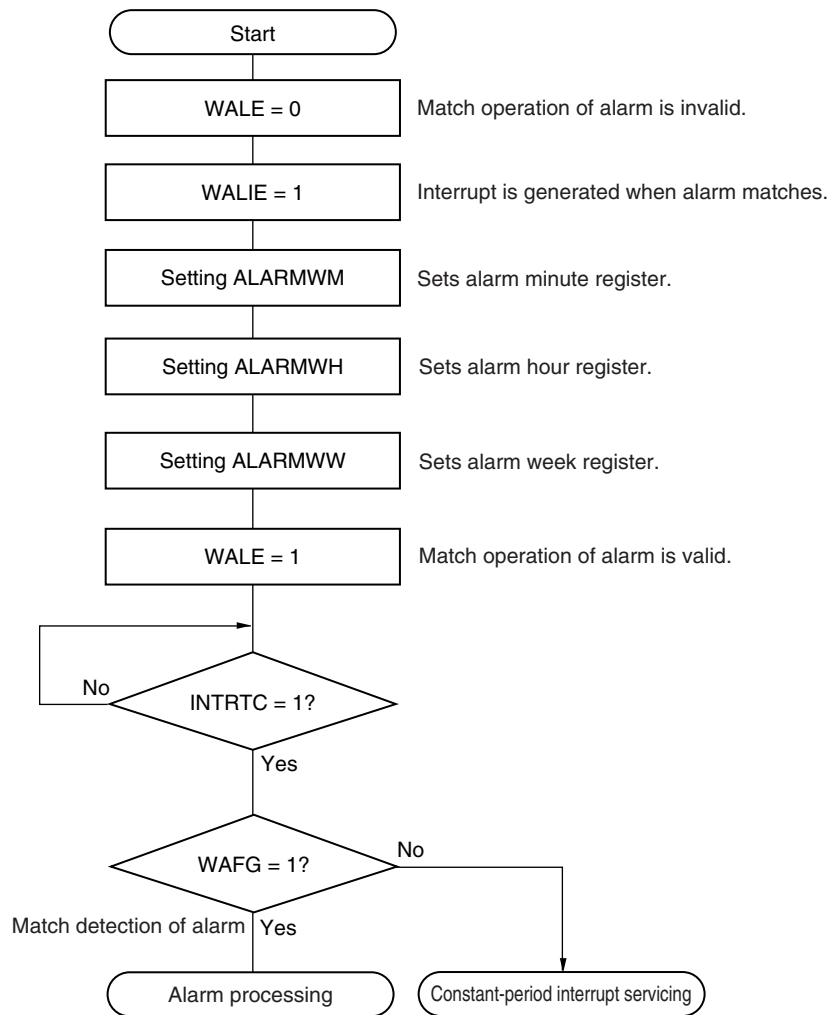 Start
WALE = 0
Match operation of alarm is invalid.
WALIE = 1
Interrupt is generated when alarm matches.
Setting ALARMWM
Sets alarm minute register.
Setting ALARMWH
Sets alarm hour register.
Setting ALARMWW
Sets alarm week register.
WALE = 1
Match operation of alarm is valid.
No
INTRTC = 1?
Yes
WAFG = 1?
No
Match detection of alarm
Yes
Alarm processing
Constant-period interrupt servicing